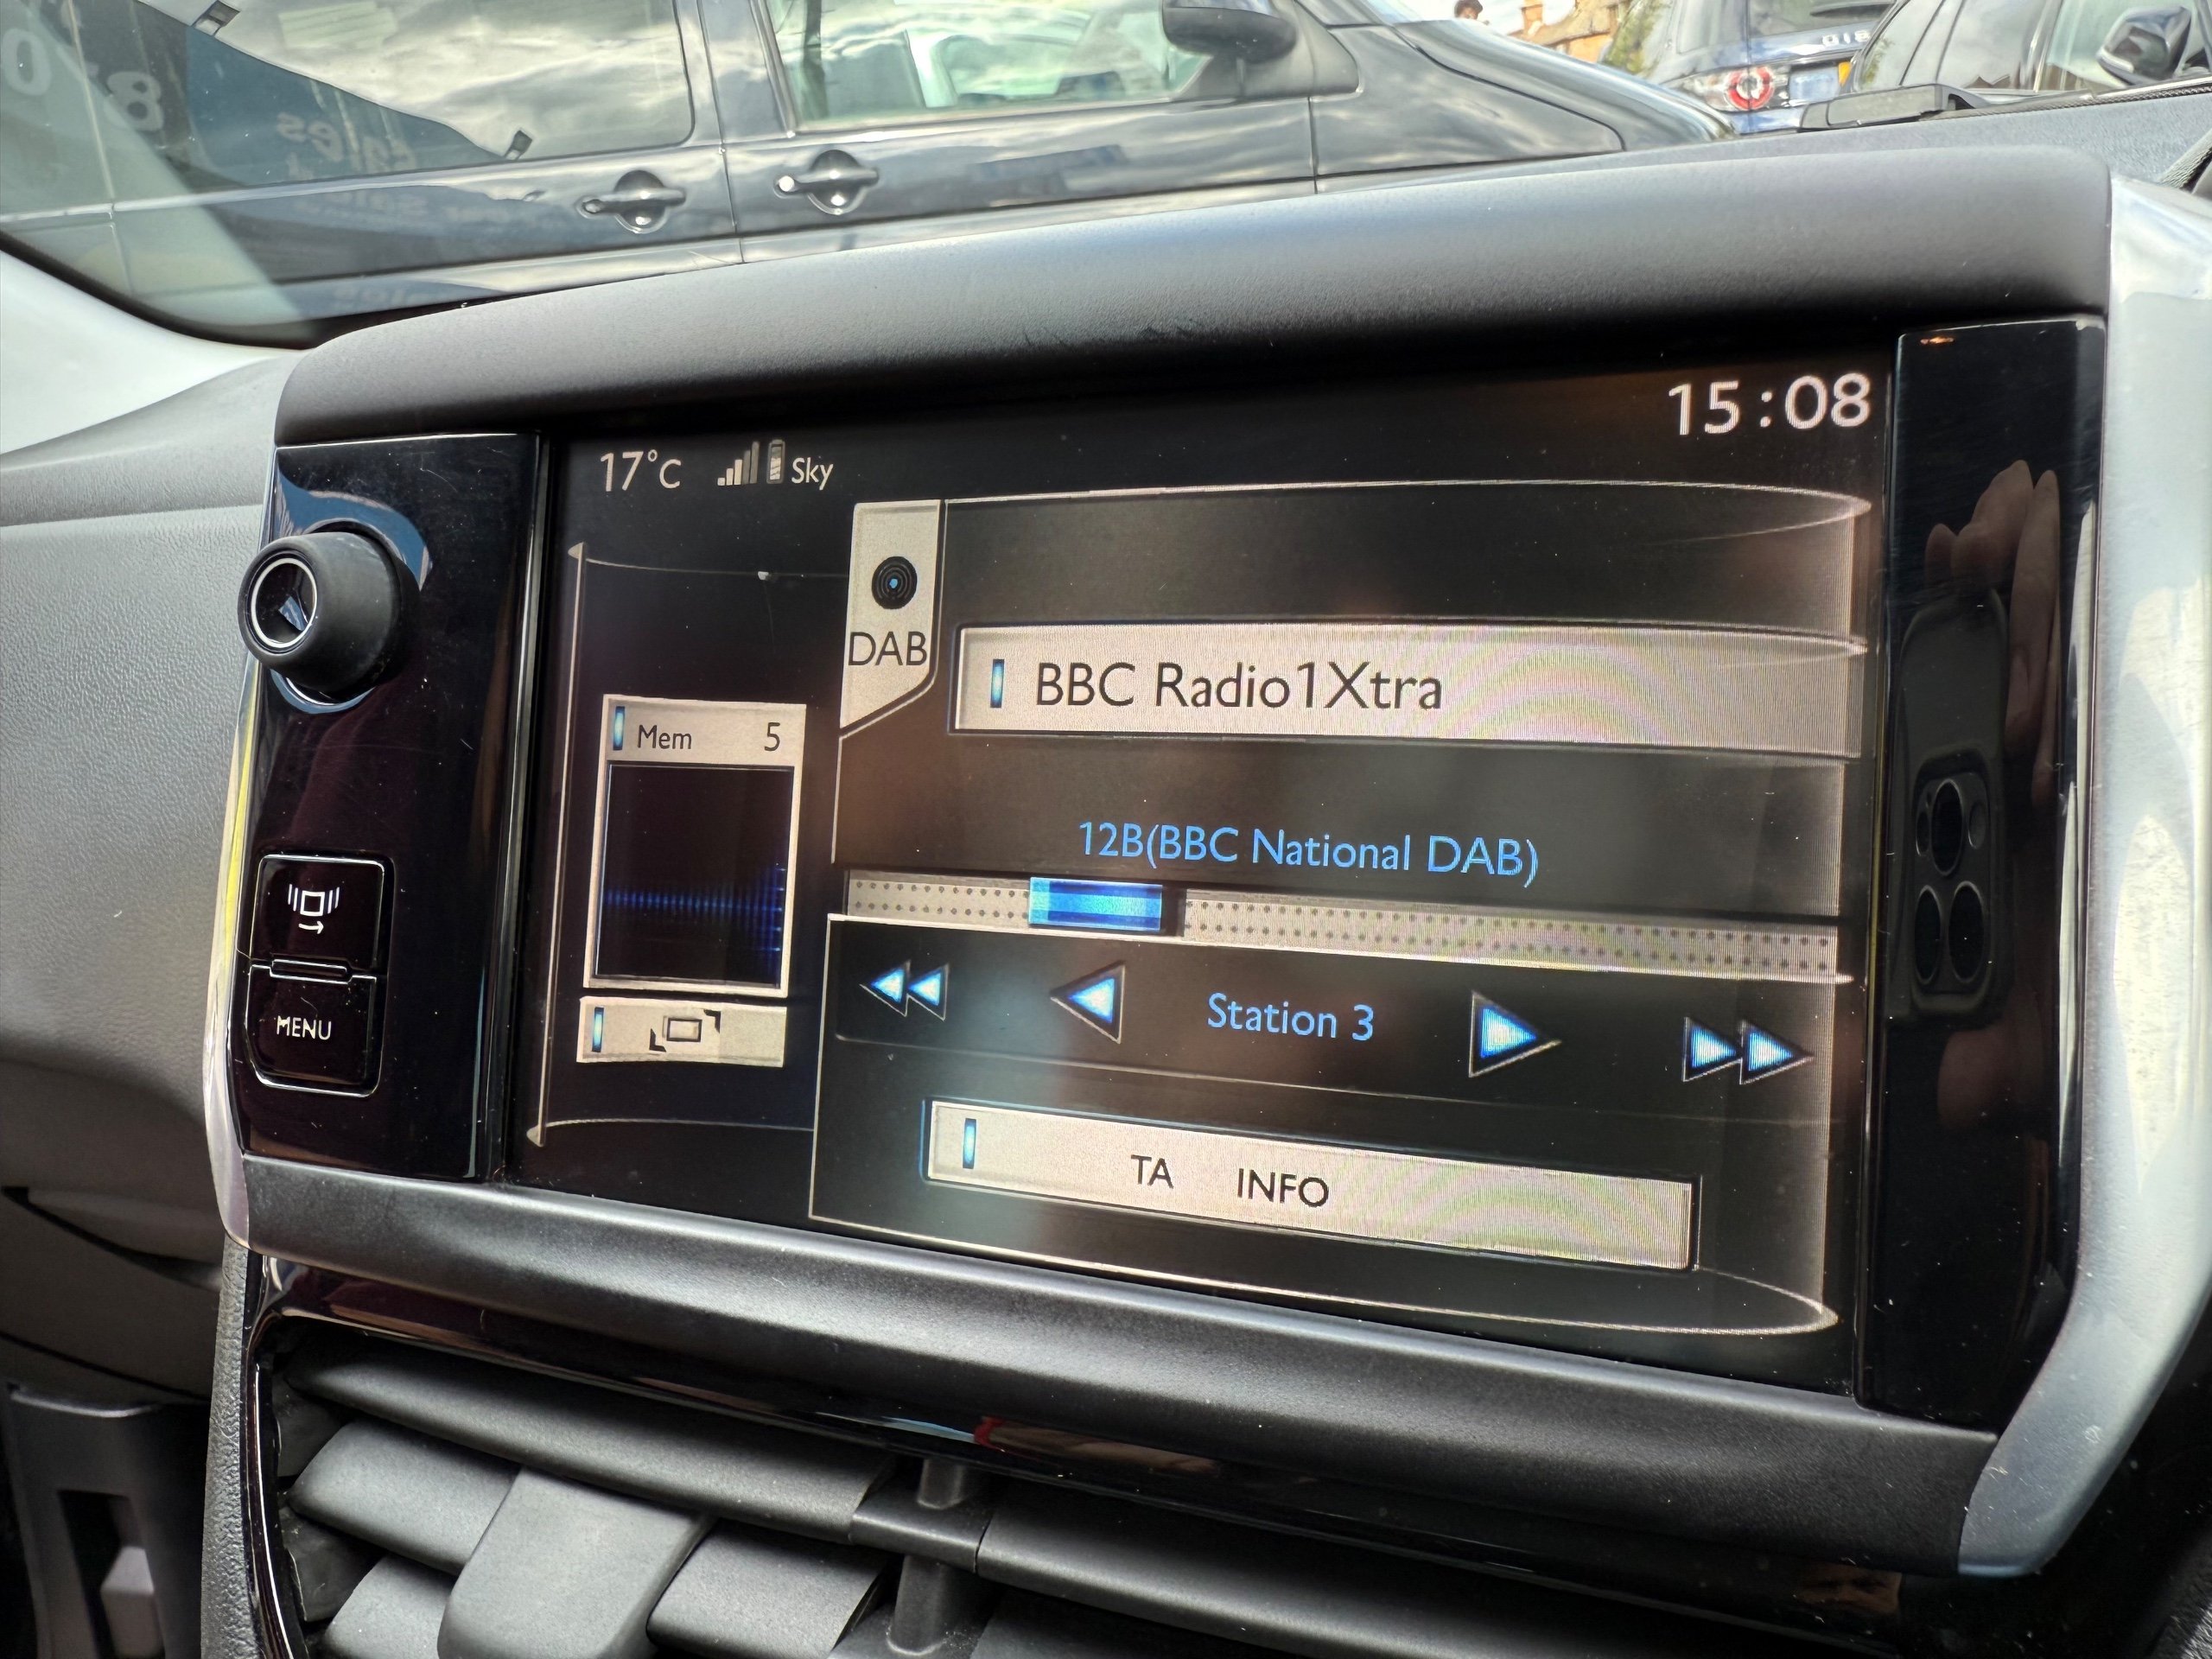 15:08
17°C Sky
DAB
BBC Radio1Xtra
Mem 5
12B(BBC National DAB)
Station 3
MENU
TA INFO